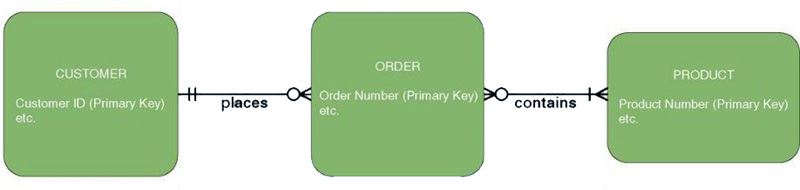 CUSTOMER
Customer ID (Primary Key)
etc.
places
ORDER
Order Number (Primary Key)
etc.
contains
PRODUCT
Product Number (Primary Key)
etc.